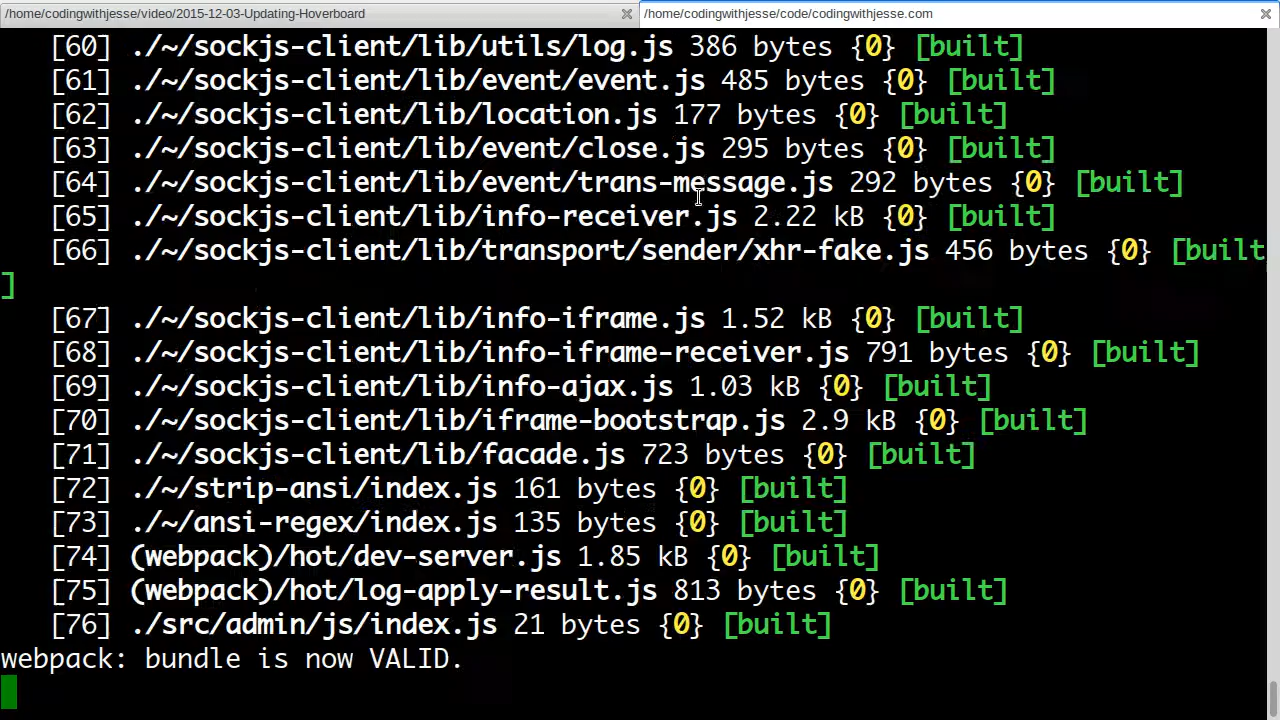 /home/codingwithjesse/video/2015-12-03-Updating-Hoverboard /home/codingwithjesse/code/codingwithjesse.com
[60] ./~/sockjs-client/lib/utils/log.js 386 bytes {0} [built]
[61] ./~/sockjs-client/lib/event/event.js 485 bytes {0} [built]
[62] ./~/sockjs-client/lib/location.js 177 bytes {0} [built]
[63] ./~/sockjs-client/lib/event/close.js 295 bytes {0} [built]
[64] ./~/sockjs-client/lib/event/trans-message.js 292 bytes {0} [built]
[65] ./~/sockjs-client/lib/info-receiver.js 2.22 kB {0} [built]
[66] ./~/sockjs-client/lib/transport/sender/xhr-fake.js 456 bytes {0} [built
]
[67] ./~/sockjs-client/lib/info-iframe.js 1.52 kB {0} [built]
[68] ./~/sockjs-client/lib/info-iframe-receiver.js 791 bytes {0} [built]
[69] ./~/sockjs-client/lib/info-ajax.js 1.03 kB {0} [built]
[70] ./~/sockjs-client/lib/iframe-bootstrap.js 2.9 kB {0} [built]
[71] ./~/sockjs-client/lib/facade.js 723 bytes {0} [built]
[72] ./~/strip-ansi/index.js 161 bytes {0} [built]
[73] ./~/ansi-regex/index.js 135 bytes {0} [built]
[74] (webpack)/hot/dev-server.js 1.85 kB {0} [built]
[75] (webpack)/hot/log-apply-result.js 813 bytes {0} [built]
[76] ./src/admin/js/index.js 21 bytes {0} [built]
webpack: bundle is now VALID.